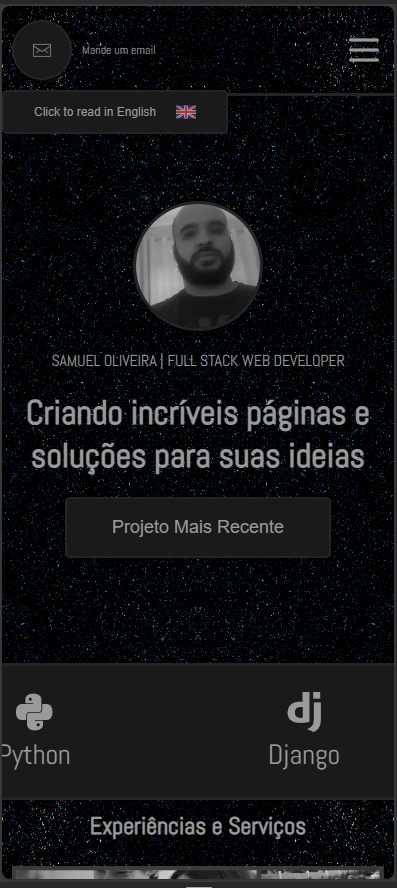 Mande um email
Click to read in English
SAMUEL OLIVEIRA | FULL STACK WEB DEVELOPER
Criando incríveis páginas e
soluções para suas ideias
Projeto Mais Recente
dj
Python
Django
Experiências e Serviços